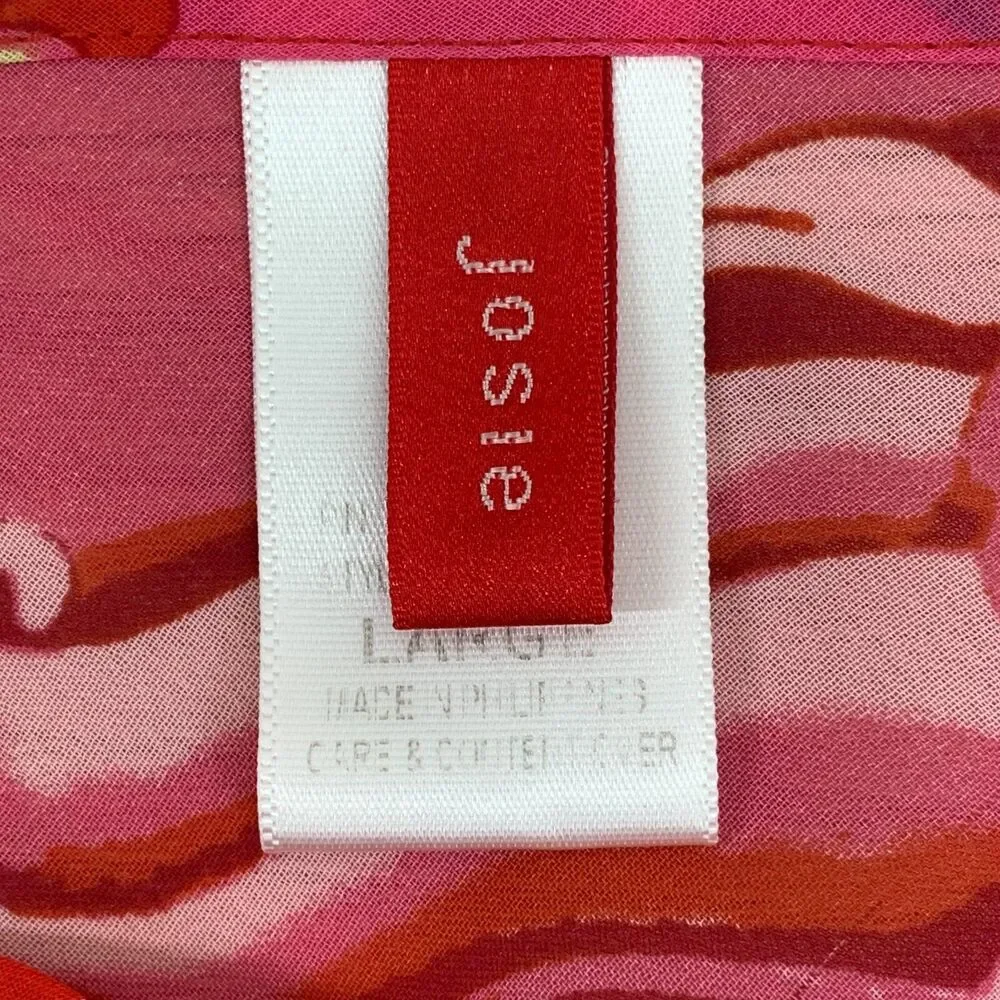 josie
LARGE
MADE IN PHILIPPINES
CARE & CONTENT OVER